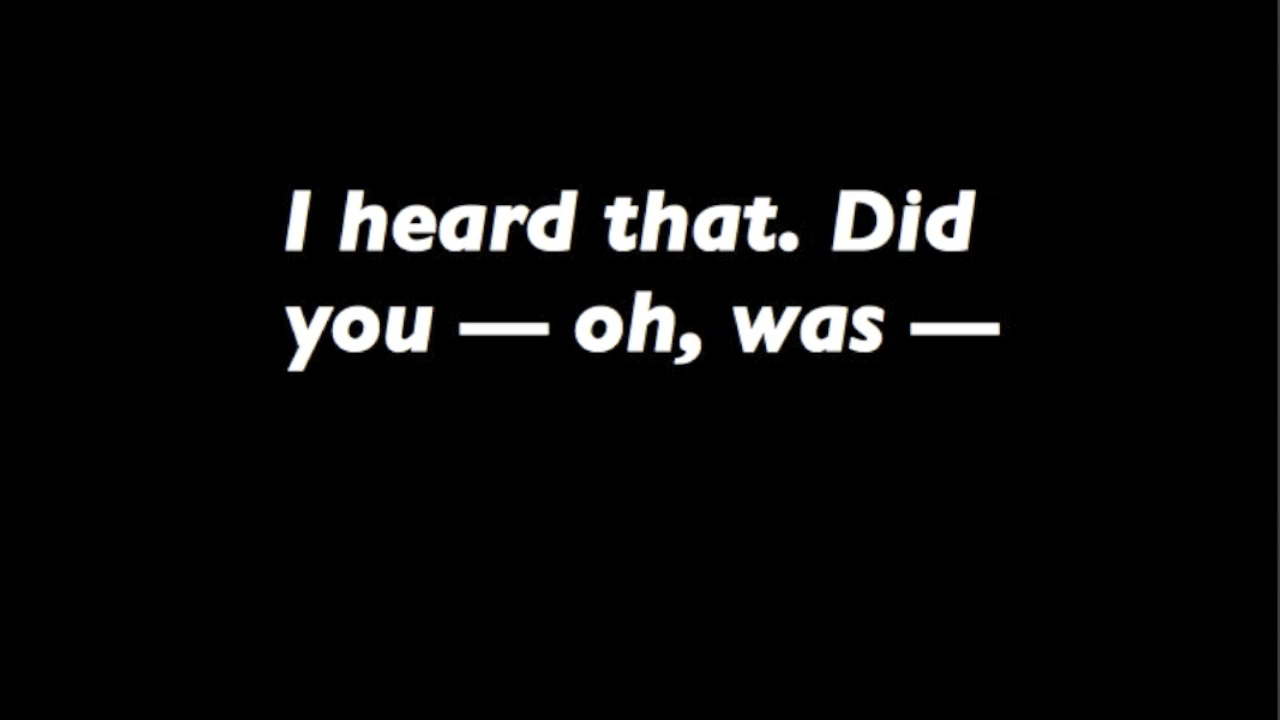 I heard that. Did
you — oh, was —